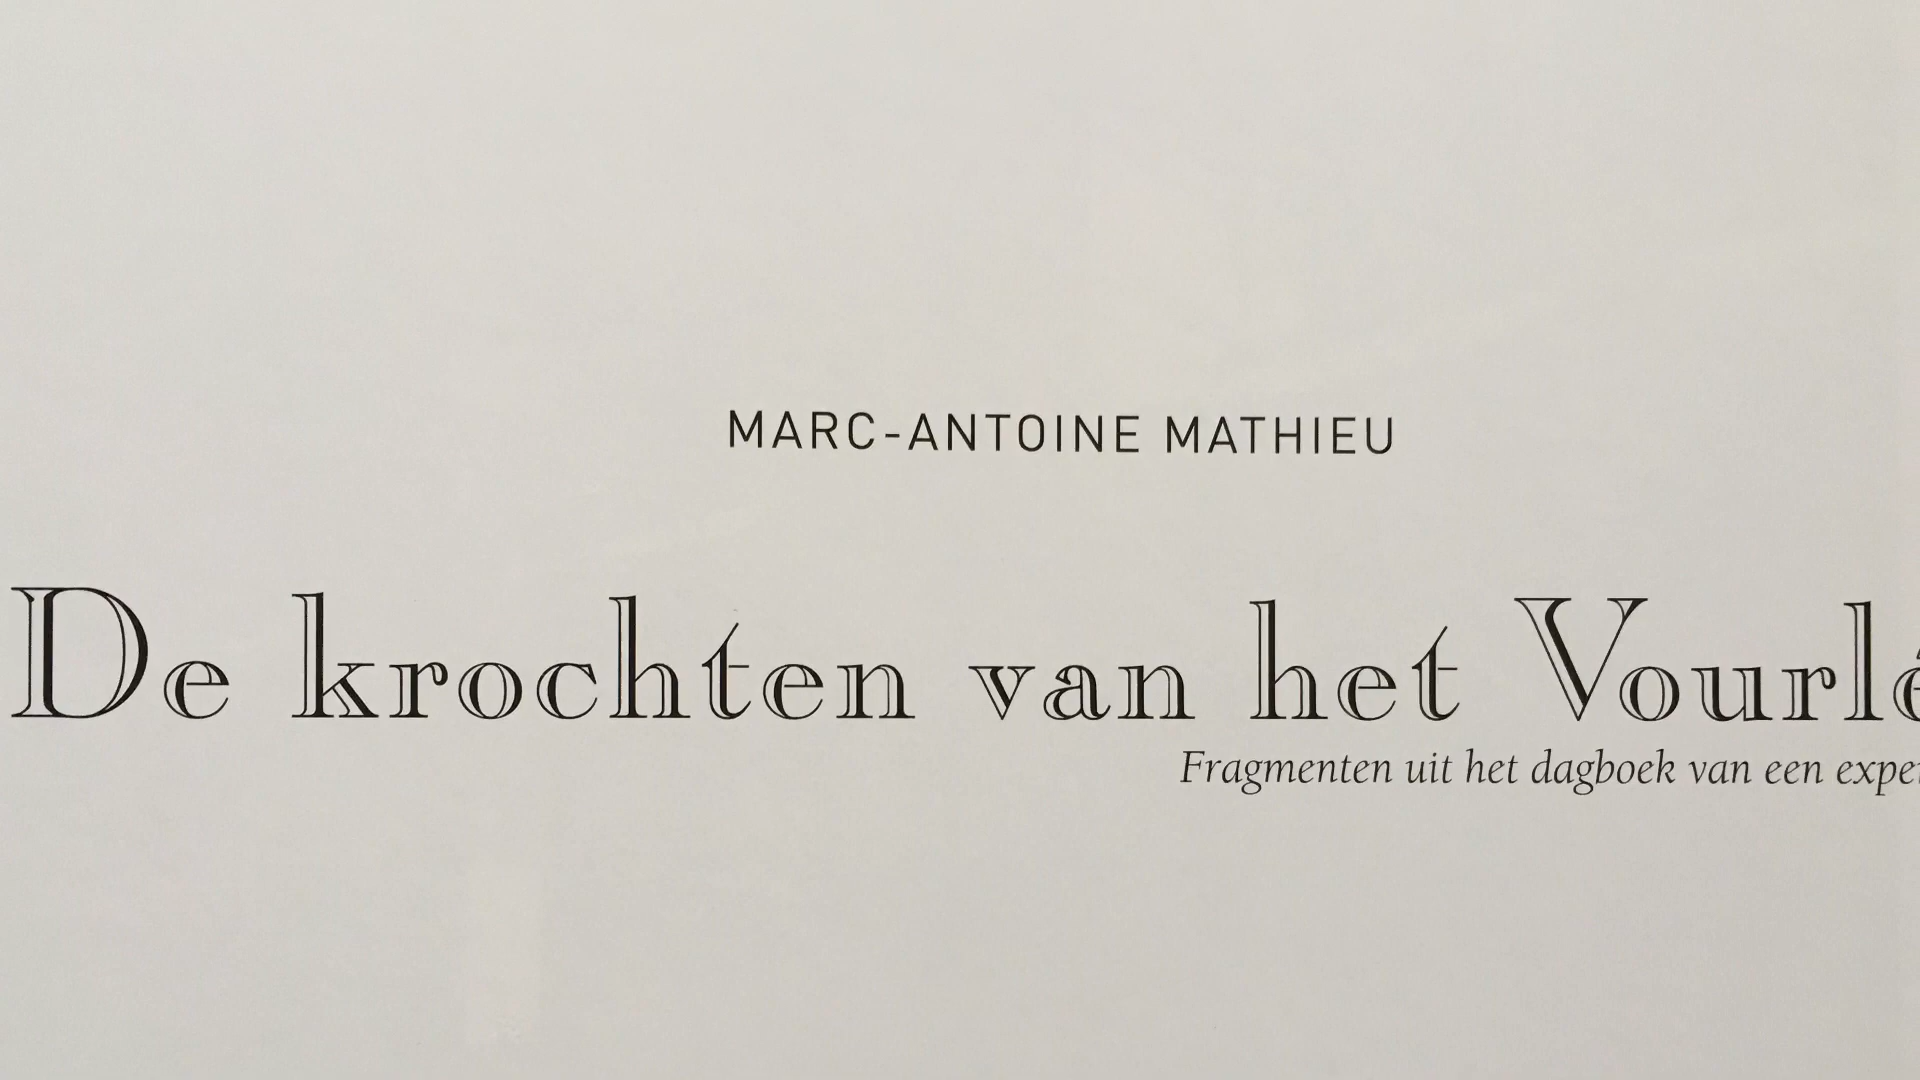 MARC-ANTOINE MATHIEU
De krochten van het
Fragmenten uit het dagboek van een